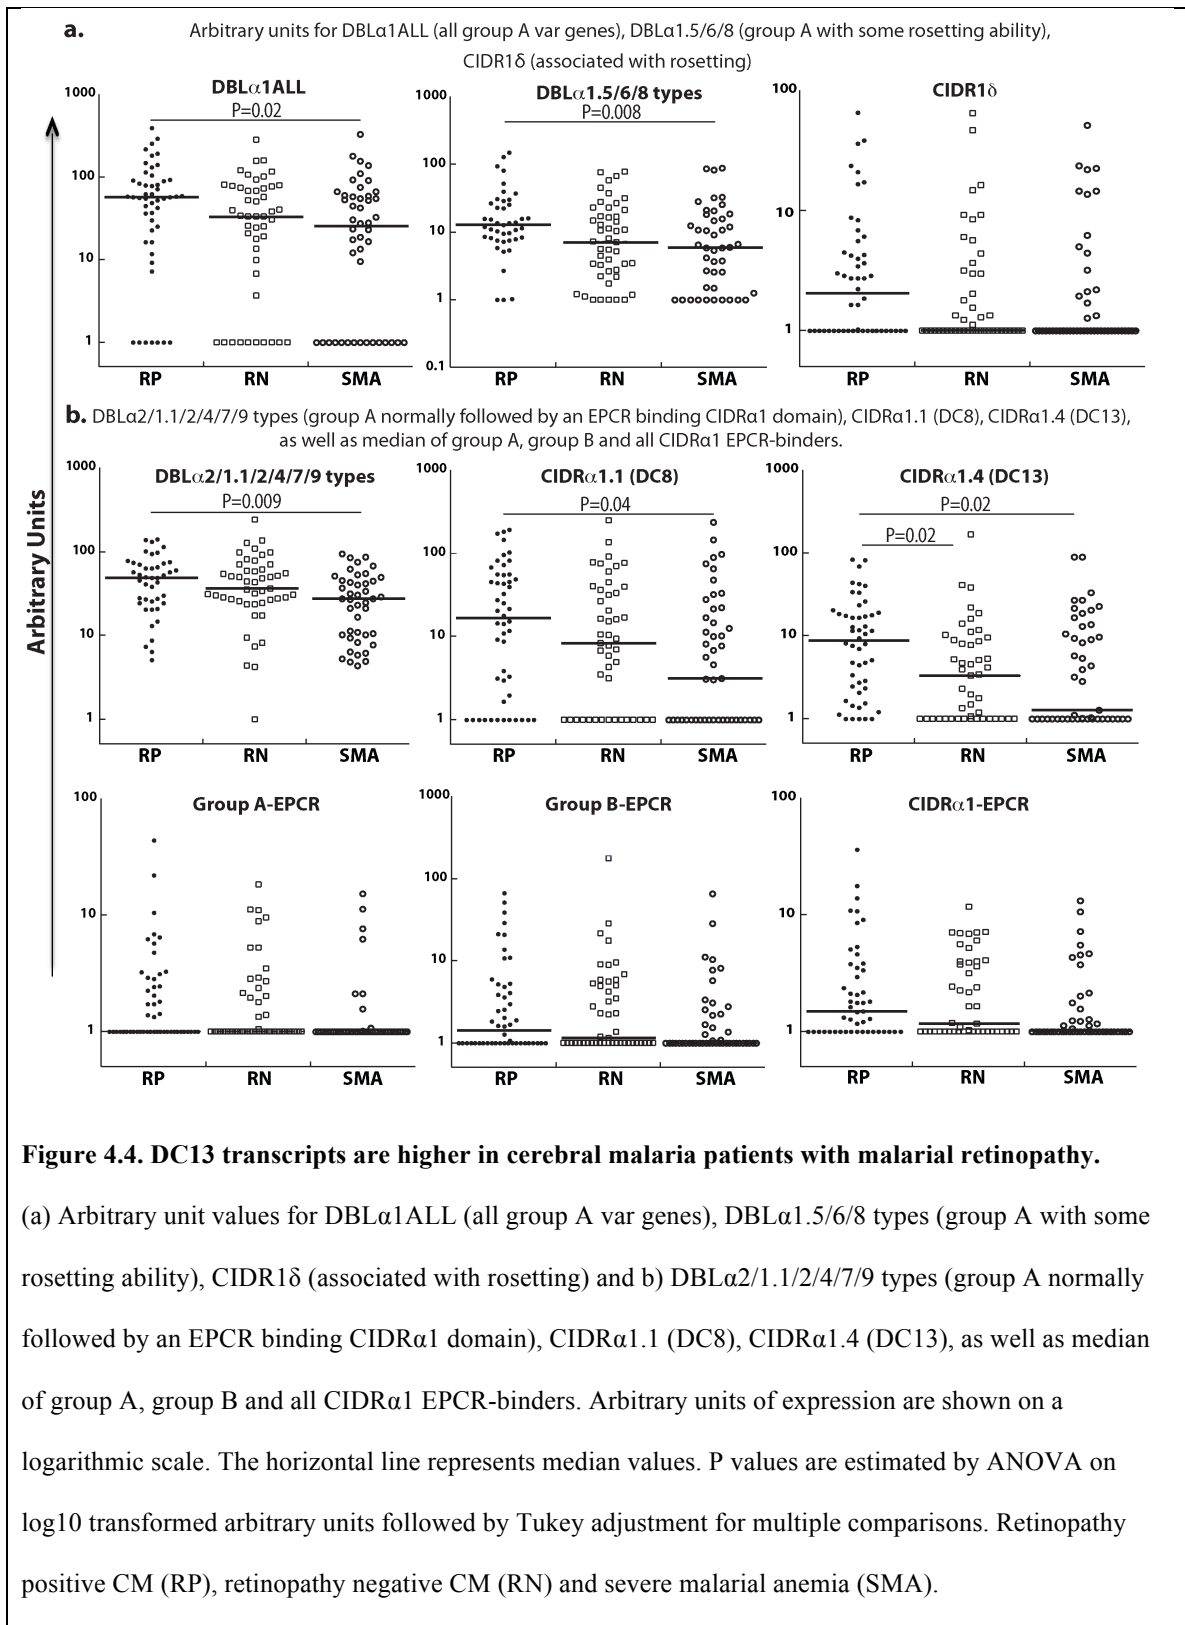 a. Arbitrary units for DBLα1ALL (all group A var genes), DBLα1.5/6/8 (group A with some rosetting ability),
CIDR1δ (associated with rosetting)
DBLα1ALL
P=0.02
1000
100
10
1
RP RN SMA
DBLα1.5/6/8 types
P=0.008
1000
100
10
1
0.1
RP RN SMA
CIDR1δ
100
10
1
RP RN SMA
Arbitrary Units
b. DBLα2/1.1/2/4/7/9 types (group A normally followed by an EPCR binding CIDRα1 domain), CIDRα1.1 (DC8), CIDRα1.4 (DC13),
as well as median of group A, group B and all CIDRα1 EPCR-binders.
DBLα2/1.1/2/4/7/9 types
P=0.009
1000
100
10
1
RP RN SMA
CIDRα1.1 (DC8)
P=0.04
1000
100
10
1
RP RN SMA
CIDRα1.4 (DC13)
P=0.02
P=0.02
1000
100
10
1
RP RN SMA
Group A-EPCR
100
10
1
RP RN SMA
Group B-EPCR
1000
100
10
1
RP RN SMA
CIDRα1-EPCR
100
10
1
RP RN SMA
Figure 4.4. DC13 transcripts are higher in cerebral malaria patients with malarial retinopathy.
(a) Arbitrary unit values for DBLα1ALL (all group A var genes), DBLα1.5/6/8 types (group A with some
rosetting ability), CIDR1δ (associated with rosetting) and b) DBLα2/1.1/2/4/7/9 types (group A normally
followed by an EPCR binding CIDRα1 domain), CIDRα1.1 (DC8), CIDRα1.4 (DC13), as well as median
of group A, group B and all CIDRα1 EPCR-binders. Arbitrary units of expression are shown on a
logarithmic scale. The horizontal line represents median values. P values are estimated by ANOVA on
log10 transformed arbitrary units followed by Tukey adjustment for multiple comparisons. Retinopathy
positive CM (RP), retinopathy negative CM (RN) and severe malarial anemia (SMA).